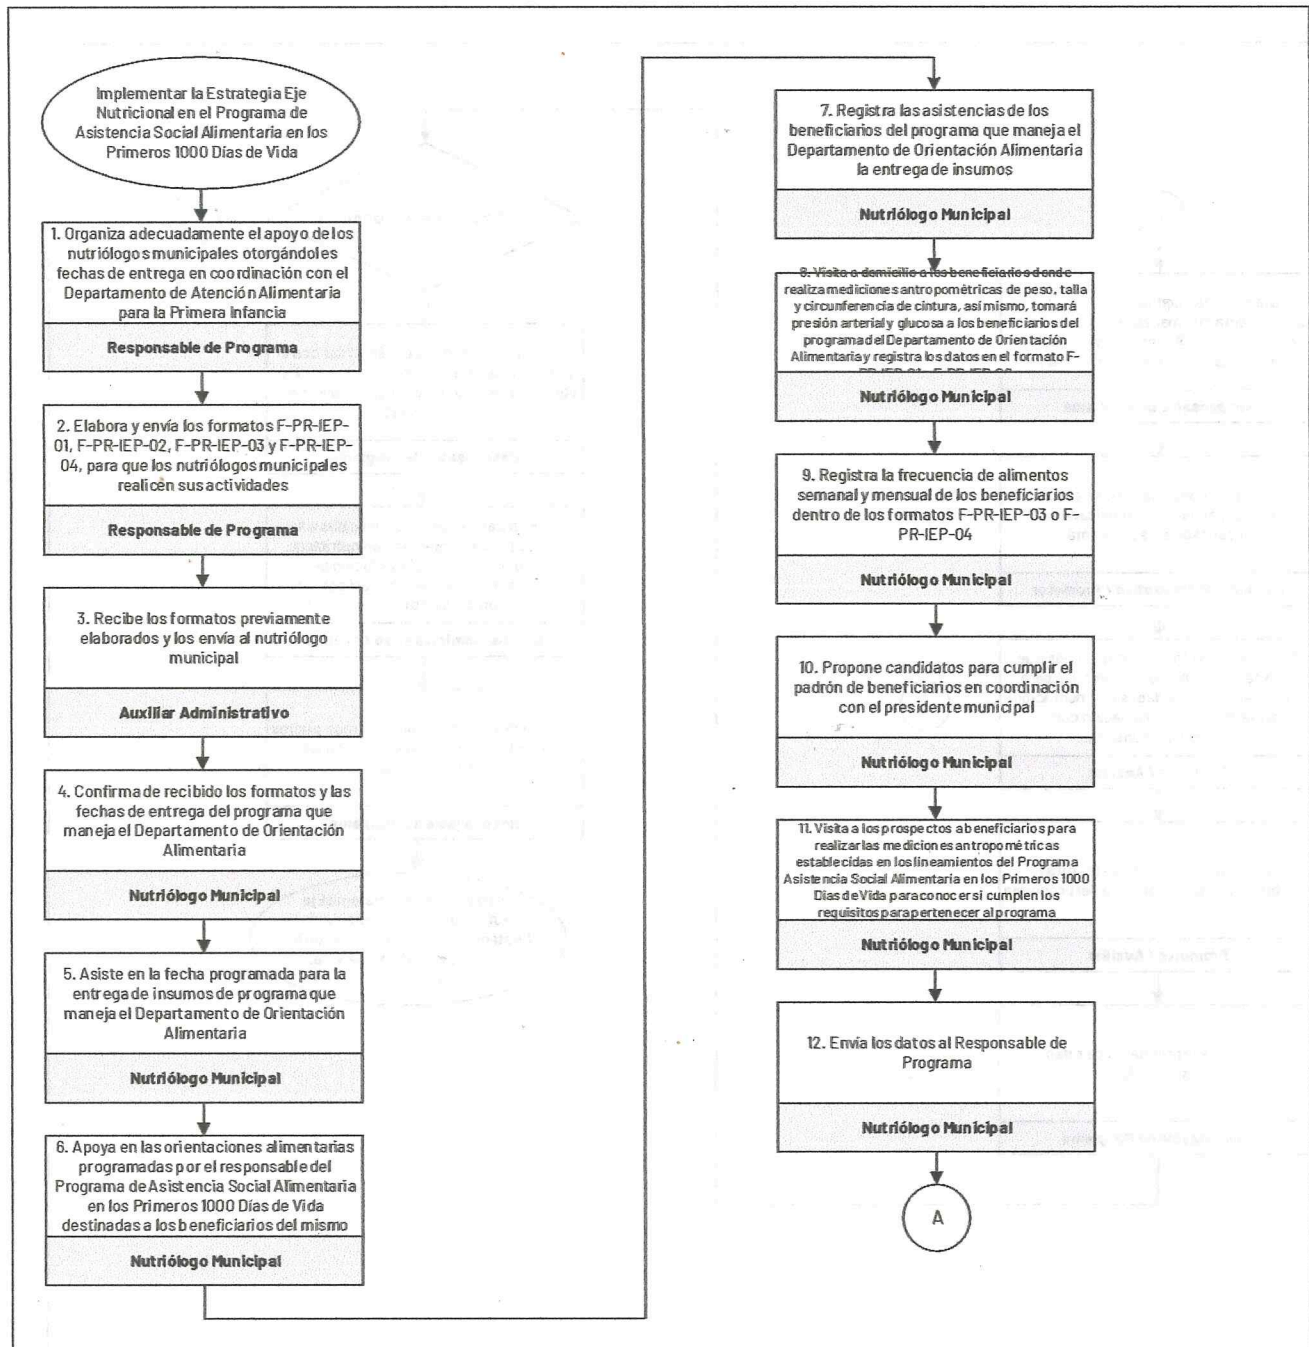 Implementar la Estrategia Eje
Nutricional en el Programa de
Asistencia Social Alimentaria en los
Primeros 1000 Días de Vida
1. Organiza adecuadamente el apoyo de los
nutriólogos municipales otorgándoles
fechas de entrega en coordinación con el
Departamento de Atención Alimentaria
para la Primera Infancia
Responsable de Programa
2. Elabora y envía los formatos F-PR-IEP-
01, F-PR-IEP-02, F-PR-IEP-03 y F-PR-IEP-
04, para que los nutriólogos municipales
realicen sus actividades
Responsable de Programa
3. Recibe los formatos previamente
elaborados y los envía al nutriólogo
municipal
Auxiliar Administrativo
4. Confirma de recibido los formatos y las
fechas de entrega del programa que
maneja el Departamento de Orientación
Alimentaria
Nutriólogo Municipal
5. Asiste en la fecha programada para la
entrega de insumos de programa que
maneja el Departamento de Orientación
Alimentaria
Nutriólogo Municipal
6. Apoya en las orientaciones alimentarias
programadas por el responsable del
Programa de Asistencia Social Alimentaria
en los Primeros 1000 Días de Vida
destinadas a los beneficiarios del mismo
Nutriólogo Municipal
7. Registra las asistencias de los
beneficiarios del programa que maneja el
Departamento de Orientación Alimentaria
la entrega de insumos
Nutriólogo Municipal
8. Visita a domicilio a los beneficiarios donde
realiza mediciones antropométricas de peso, talla
y circunferencia de cintura, así mismo, tomará
presión arterial y glucosa a los beneficiarios del
programa del Departamento de Orientación
Alimentaria y registra los datos en el formato F-
PR-IEP-01
Nutriólogo Municipal
9. Registra la frecuencia de alimentos
semanal y mensual de los beneficiarios
dentro de los formatos F-PR-IEP-03 o F-
PR-IEP-04
Nutriólogo Municipal
10. Propone candidatos para cumplir el
padrón de beneficiarios en coordinación
con el presidente municipal
Nutriólogo Municipal
11. Visita a los prospectos a beneficiarios para
realizar las mediciones antropométricas
establecidas en los lineamientos del Programa
Asistencia Social Alimentaria en los Primeros 1000
Días de Vida para conocer si cumplen los
requisitos para pertenecer al programa
Nutriólogo Municipal
12. Envía los datos al Responsable de
Programa
Nutriólogo Municipal
A